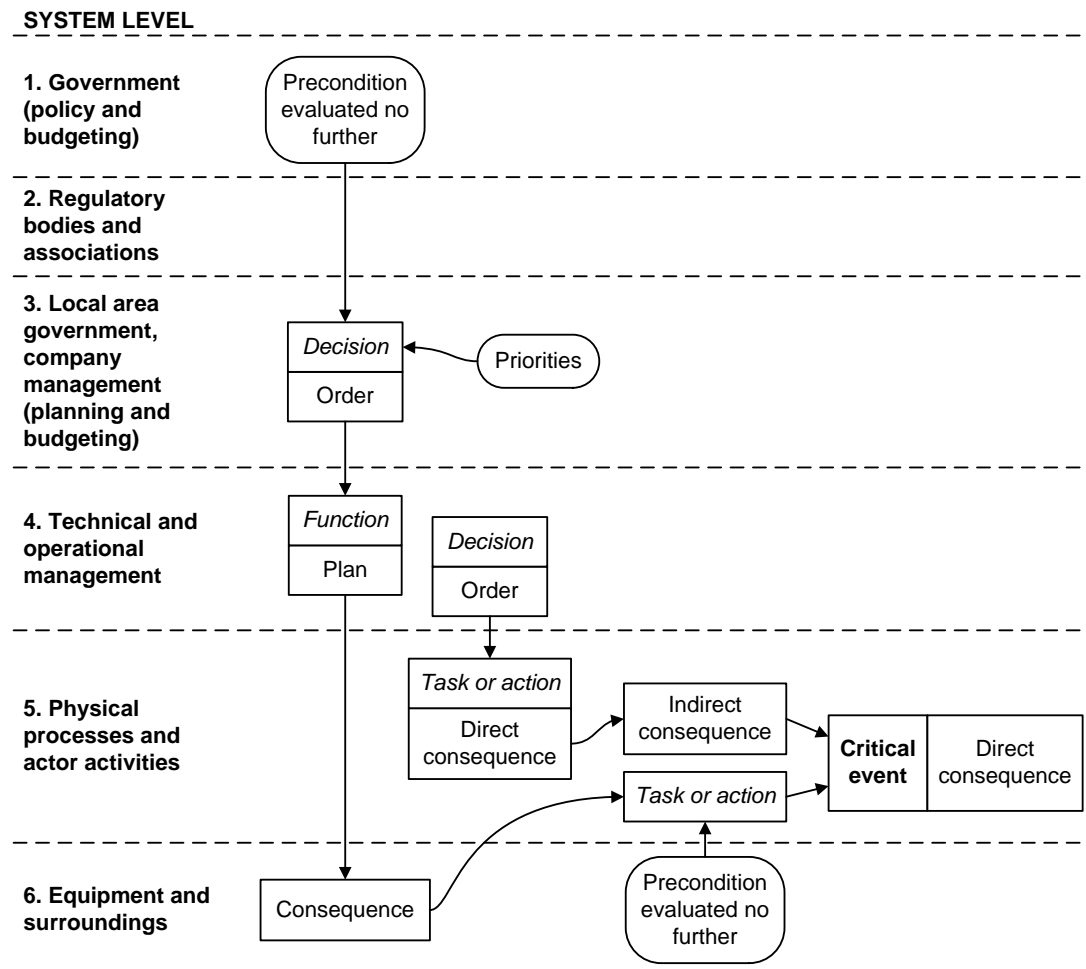 SYSTEM LEVEL
1. Government
(policy and
budgeting)
Precondition
evaluated no
further
2. Regulatory
bodies and
associations
3. Local area
government,
company
management
(planning and
budgeting)
Decision
Order
Priorities
4. Technical and
operational
management
Function
Plan
Decision
Order
5. Physical
processes and
actor activities
Task or action
Direct
consequence
Indirect
consequence
Task or action
Critical
event
Direct
consequence
6. Equipment and
surroundings
Consequence
Precondition
evaluated no
further